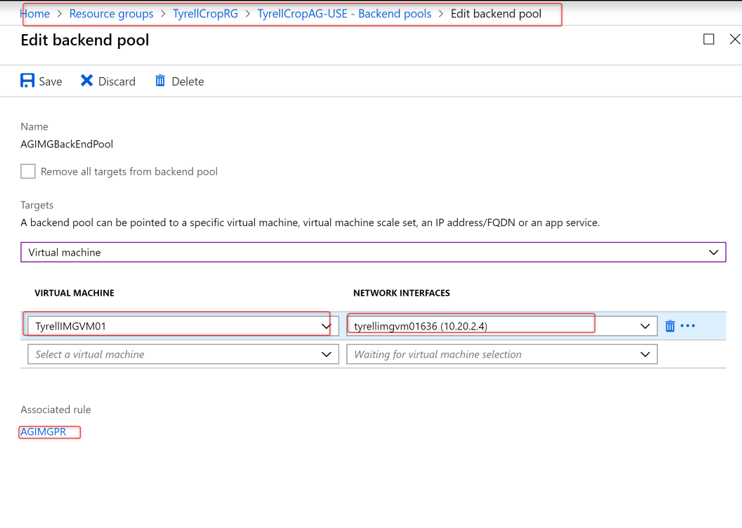 Home > Resource groups > TyrellCropRG > TyrellCropAG-USE - Backend pools > Edit backend pool
Edit backend pool
Save Discard Delete
Name
AGIMGBackEndPool
Remove all targets from backend pool
Targets
A backend pool can be pointed to a specific virtual machine, virtual machine scale set, an IP address/FQDN or an app service.
Virtual machine
VIRTUAL MACHINE NETWORK INTERFACES
TyrellIMGVM01 tyrellimgvm01636 (10.20.2.4)
Select a virtual machine Waiting for virtual machine selection
Associated rule
AGIMGPR